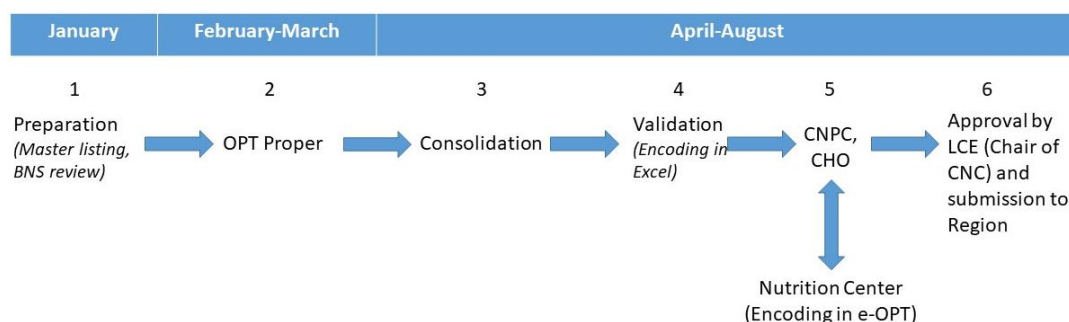 January
February-March
April-August
1
2
3
4
5
6
Preparation
(Master listing,
BNS review)
OPT Proper
Consolidation
Validation
(Encoding in
Excel)
CNPC,
CHO
Approval by
LCE (Chair of
CNC) and
submission to
Region
Nutrition Center
(Encoding in e-OPT)